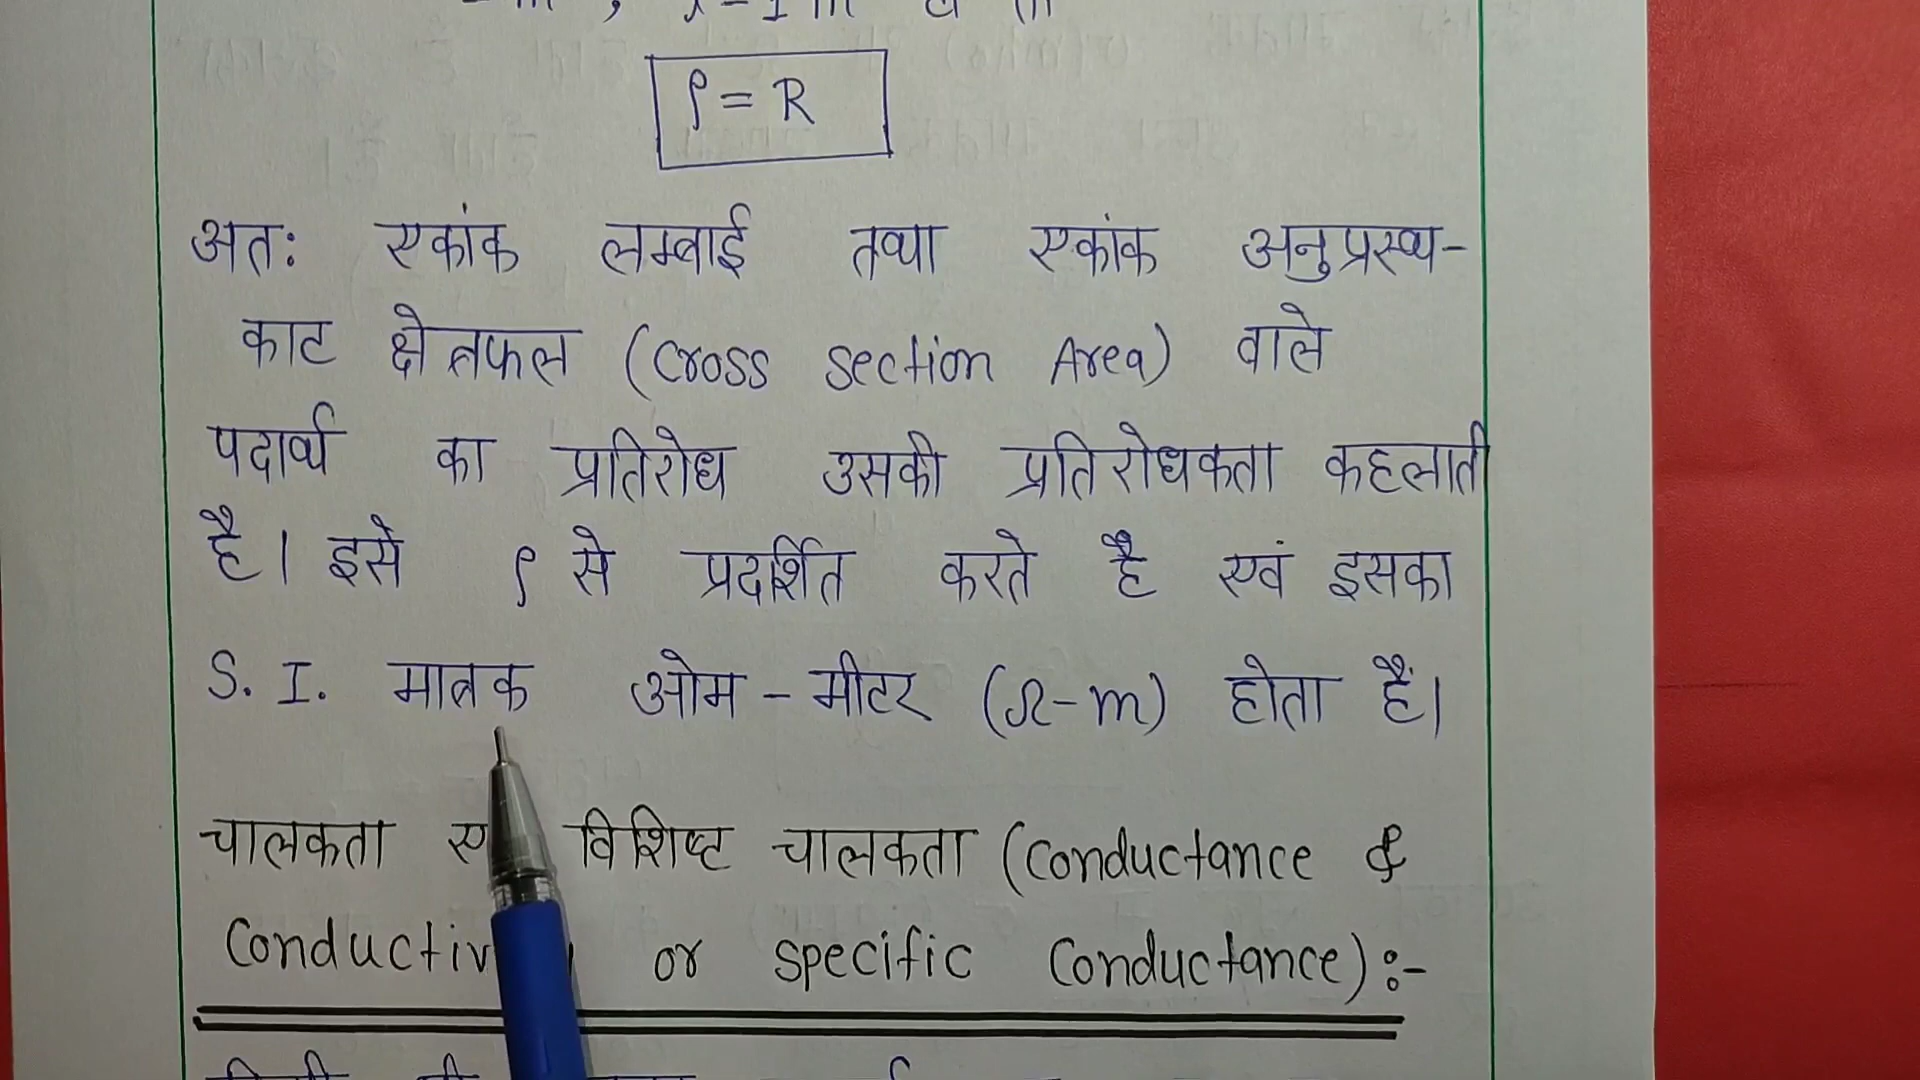 ρ = R
अतः एकांक लम्बाई तथा एकांक अनुप्रस्थ-
काट क्षेत्रफल (Cross section Area) वाले
पदार्थ का प्रतिरोध उसकी प्रतिरोधकता कहलाती
है। इसे ρ से प्रदर्शित करते है एवं इसका
S. I. मात्रक ओम - मीटर (Ω-m) होता हैं।
चालकता विशिष्ट चालकता (Conductance &
or specific Conductance):-